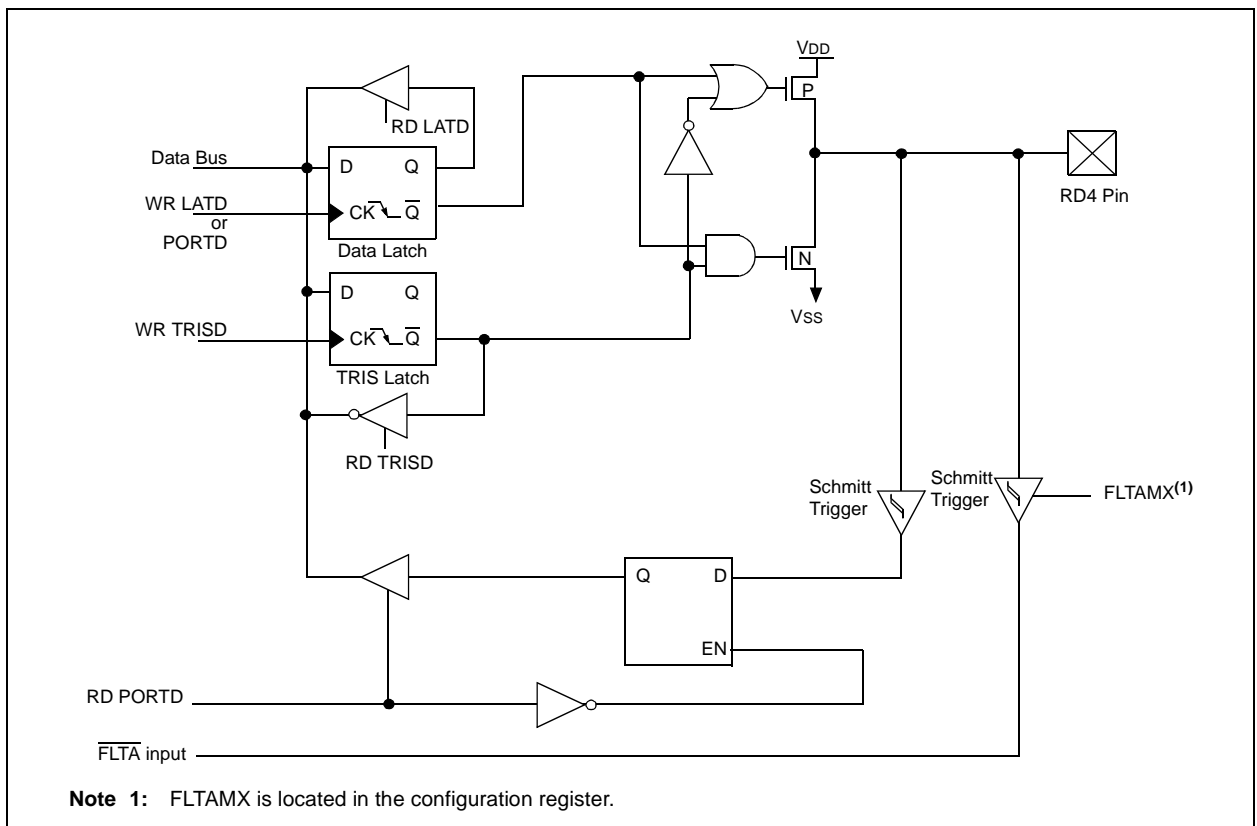 VDD
P
RD LATD
Data Bus
D Q
RD4 Pin
WR LATD
or
PORTD
CK Q̅
Data Latch
N
D Q
VSS
WR TRISD
CK Q̅
TRIS Latch
RD TRISD
Schmitt
Trigger
Schmitt
Trigger
FLTAMX(1)
Q D
EN
RD PORTD
F̅L̅T̅A̅ input
Note 1: FLTAMX is located in the configuration register.